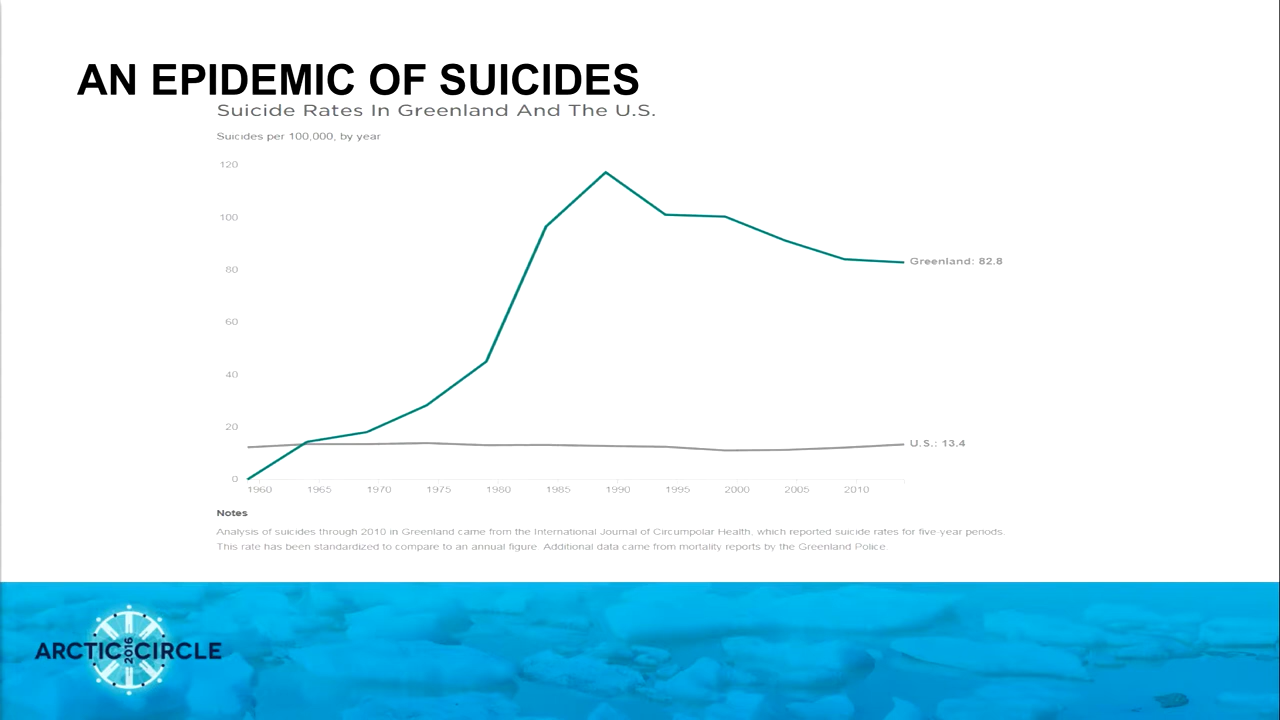 AN EPIDEMIC OF SUICIDES
Suicide Rates In Greenland And The U.S.
Suicides per 100,000, by year
120
100
80
60
40
20
0
Greenland: 82.8
U.S.: 13.4
1960 1965 1970 1975 1980 1985 1990 1995 2000 2005 2010
Notes
Analysis of suicides through 2010 in Greenland came from the International Journal of Circumpolar Health, which reported suicide rates for five-year periods.
This rate has been standardized to compare to an annual figure. Additional data came from mortality reports by the Greenland Police.
ARCTIC 2016 CIRCLE